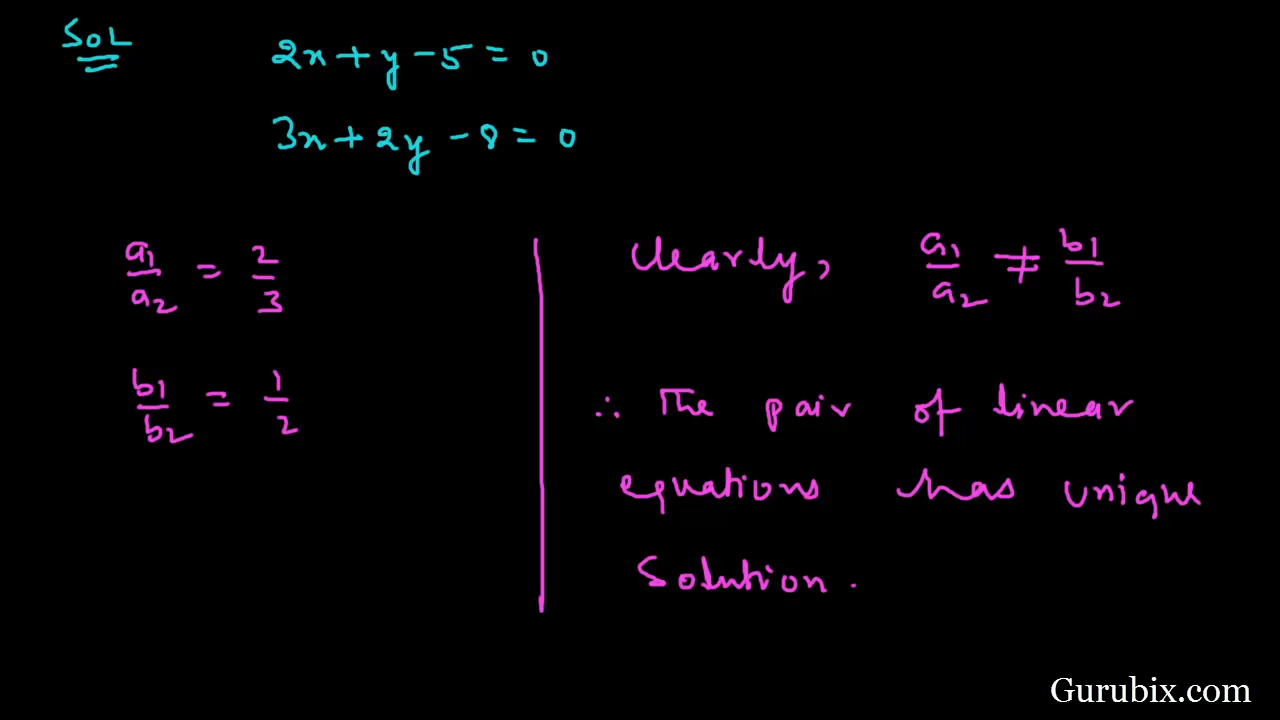 SOL
2x + y - 5 = 0
3x + 2y - 8 = 0
a1/a2 = 2/3
b1/b2 = 1/2
Clearly, a1/a2 ≠ b1/b2
∴ The pair of linear
equations has unique
Solution.
Gurubix.com